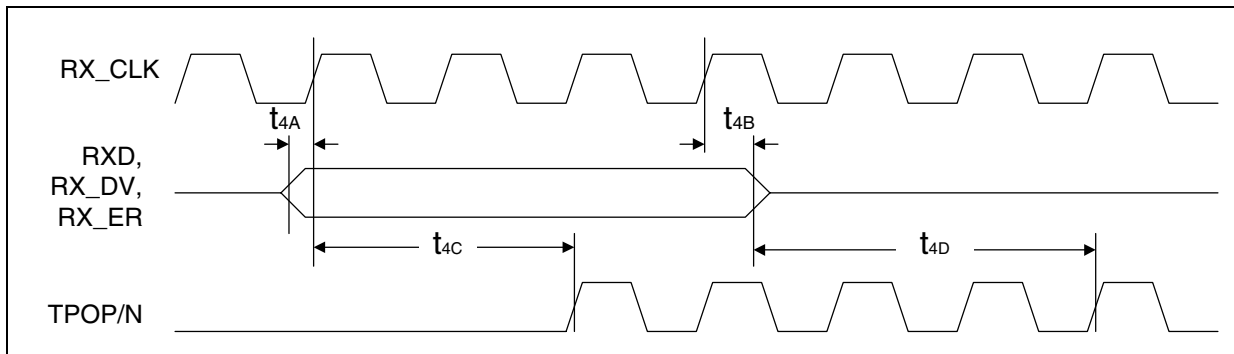 RX_CLK
t4A
t4B
RXD,
RX_DV,
RX_ER
t4C
t4D
TPOP/N